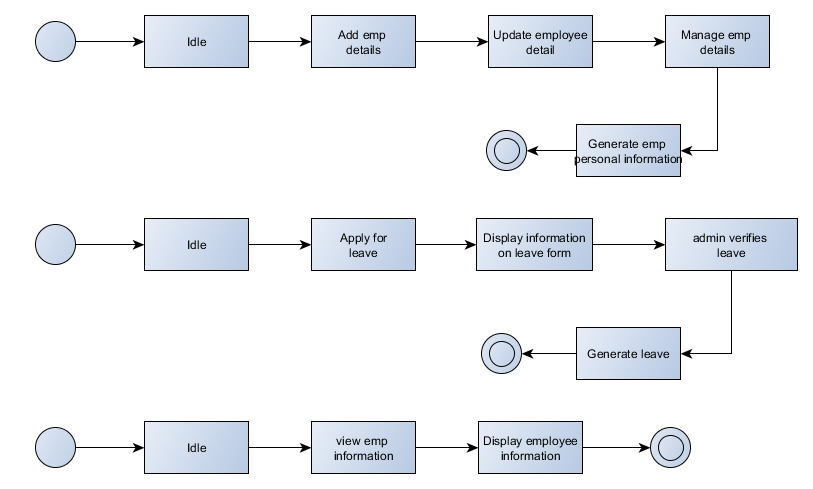 Idle
Add emp
details
Update employee
detail
Manage emp
details
Generate emp
personal information
Idle
Apply for
leave
Display information
on leave form
admin verifies
leave
Generate leave
Idle
view emp
information
Display employee
information